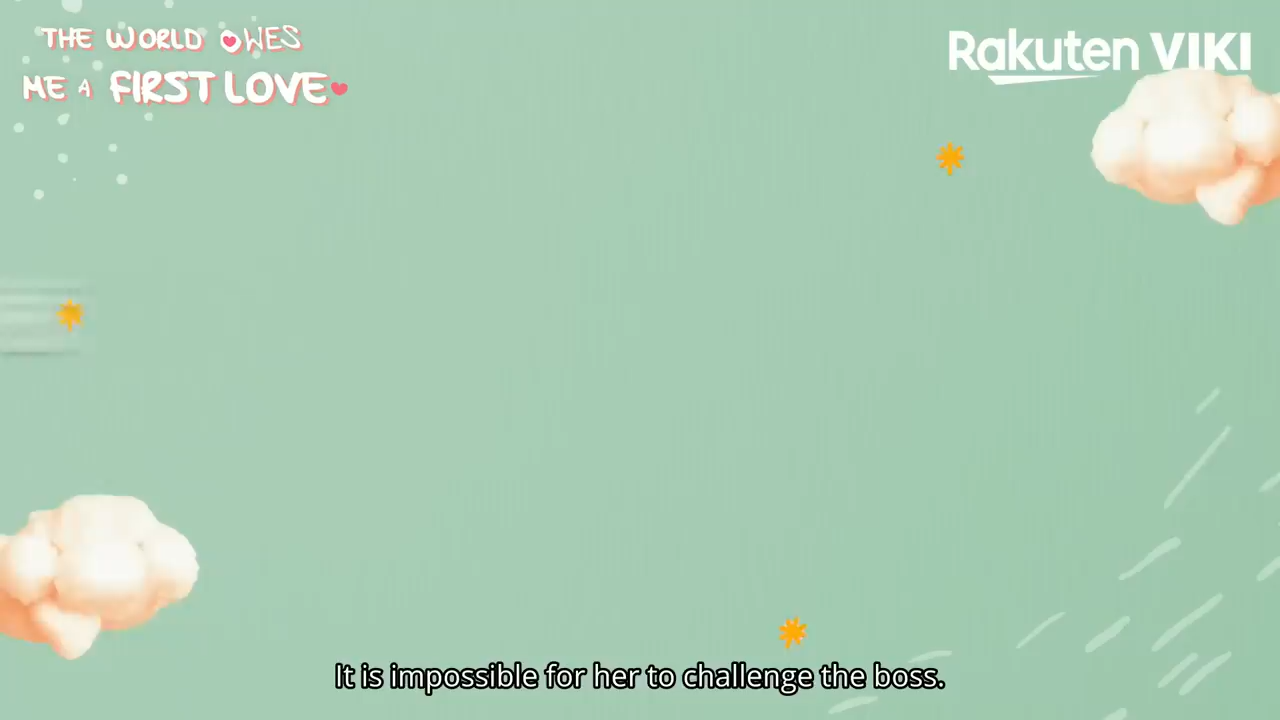 THE WORLD OWES
ME A FIRST LOVE
Rakuten VIKI
It is impossible for her to challenge the boss.